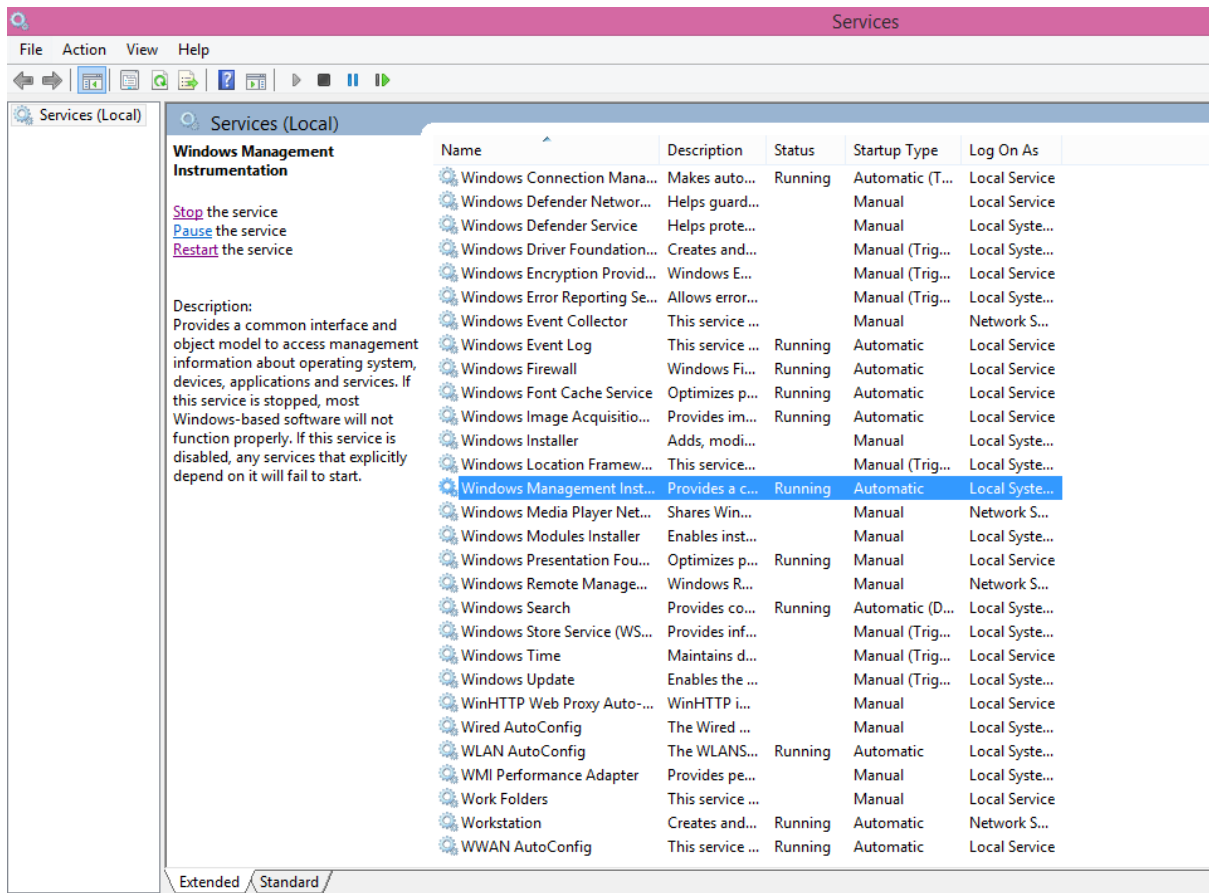 Services
File Action View Help
Services (Local)
Services (Local)
Windows Management
Instrumentation
Stop the service
Pause the service
Restart the service
Description:
Provides a common interface and
object model to access management
information about operating system,
devices, applications and services. If
this service is stopped, most
Windows-based software will not
function properly. If this service is
disabled, any services that explicitly
depend on it will fail to start.
Name Description Status Startup Type Log On As
Windows Connection Mana... Makes auto... Running Automatic (T... Local Service
Windows Defender Networ... Helps guard... Manual Local Service
Windows Defender Service Helps prote... Manual Local Syste...
Windows Driver Foundation... Creates and... Manual (Trig... Local Syste...
Windows Encryption Provid... Windows E... Manual (Trig... Local Service
Windows Error Reporting Se... Allows error... Manual (Trig... Local Syste...
Windows Event Collector This service ... Manual Network S...
Windows Event Log This service ... Running Automatic Local Service
Windows Firewall Windows Fi... Running Automatic Local Service
Windows Font Cache Service Optimizes p... Running Automatic Local Service
Windows Image Acquisitio... Provides im... Running Automatic Local Service
Windows Installer Adds, modi... Manual Local Syste...
Windows Location Framew... This service... Manual (Trig... Local Syste...
Windows Management Inst... Provides a c... Running Automatic Local Syste...
Windows Media Player Net... Shares Win... Manual Network S...
Windows Modules Installer Enables inst... Manual Local Syste...
Windows Presentation Fou... Optimizes p... Running Manual Local Service
Windows Remote Manage... Windows R... Manual Network S...
Windows Search Provides co... Running Automatic (D... Local Syste...
Windows Store Service (WS... Provides inf... Manual (Trig... Local Syste...
Windows Time Maintains d... Manual (Trig... Local Service
Windows Update Enables the ... Manual (Trig... Local Syste...
WinHTTP Web Proxy Auto-... WinHTTP i... Manual Local Service
Wired AutoConfig The Wired ... Manual Local Syste...
WLAN AutoConfig The WLANS... Running Automatic Local Syste...
WMI Performance Adapter Provides pe... Manual Local Syste...
Work Folders This service ... Manual Local Service
Workstation Creates and... Running Automatic Network S...
WWAN AutoConfig This service ... Running Automatic Local Service
Extended Standard